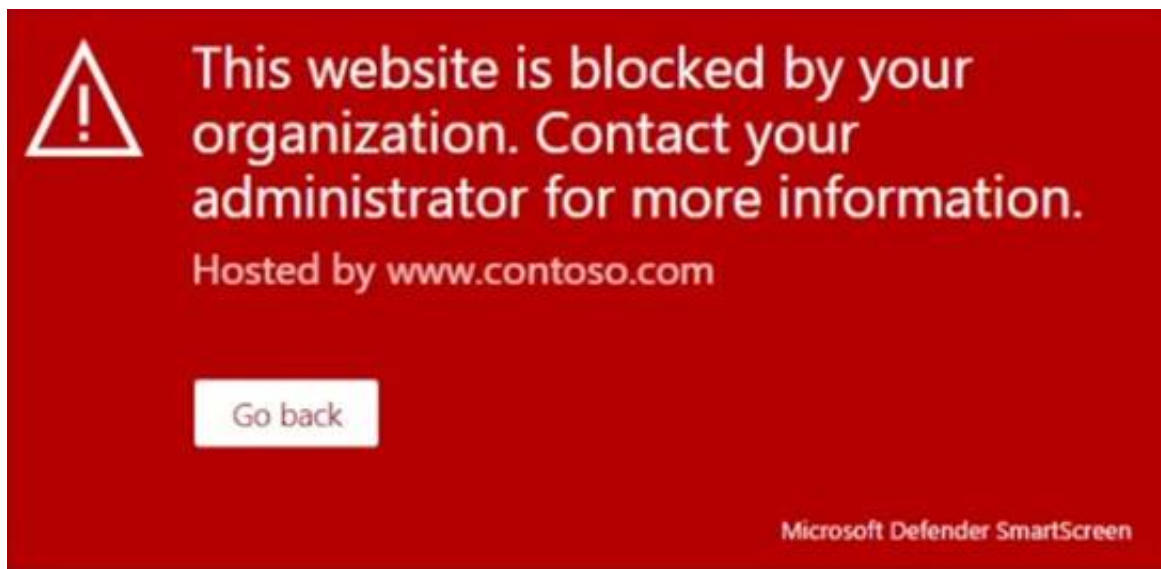 This website is blocked by your
organization. Contact your
administrator for more information.
Hosted by www.contoso.com
Go back
Microsoft Defender SmartScreen